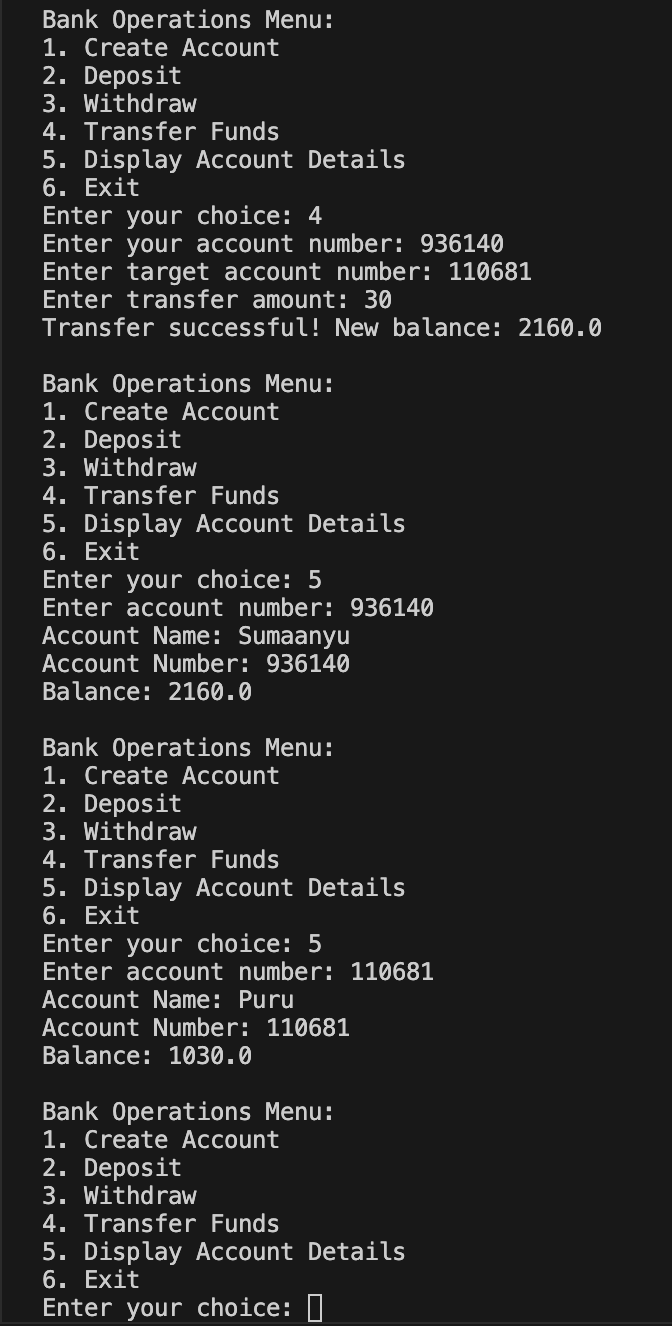 Bank Operations Menu:
1. Create Account
2. Deposit
3. Withdraw
4. Transfer Funds
5. Display Account Details
6. Exit
Enter your choice: 4
Enter your account number: 936140
Enter target account number: 110681
Enter transfer amount: 30
Transfer successful! New balance: 2160.0

Bank Operations Menu:
1. Create Account
2. Deposit
3. Withdraw
4. Transfer Funds
5. Display Account Details
6. Exit
Enter your choice: 5
Enter account number: 936140
Account Name: Sumaanyu
Account Number: 936140
Balance: 2160.0

Bank Operations Menu:
1. Create Account
2. Deposit
3. Withdraw
4. Transfer Funds
5. Display Account Details
6. Exit
Enter your choice: 5
Enter account number: 110681
Account Name: Puru
Account Number: 110681
Balance: 1030.0

Bank Operations Menu:
1. Create Account
2. Deposit
3. Withdraw
4. Transfer Funds
5. Display Account Details
6. Exit
Enter your choice: